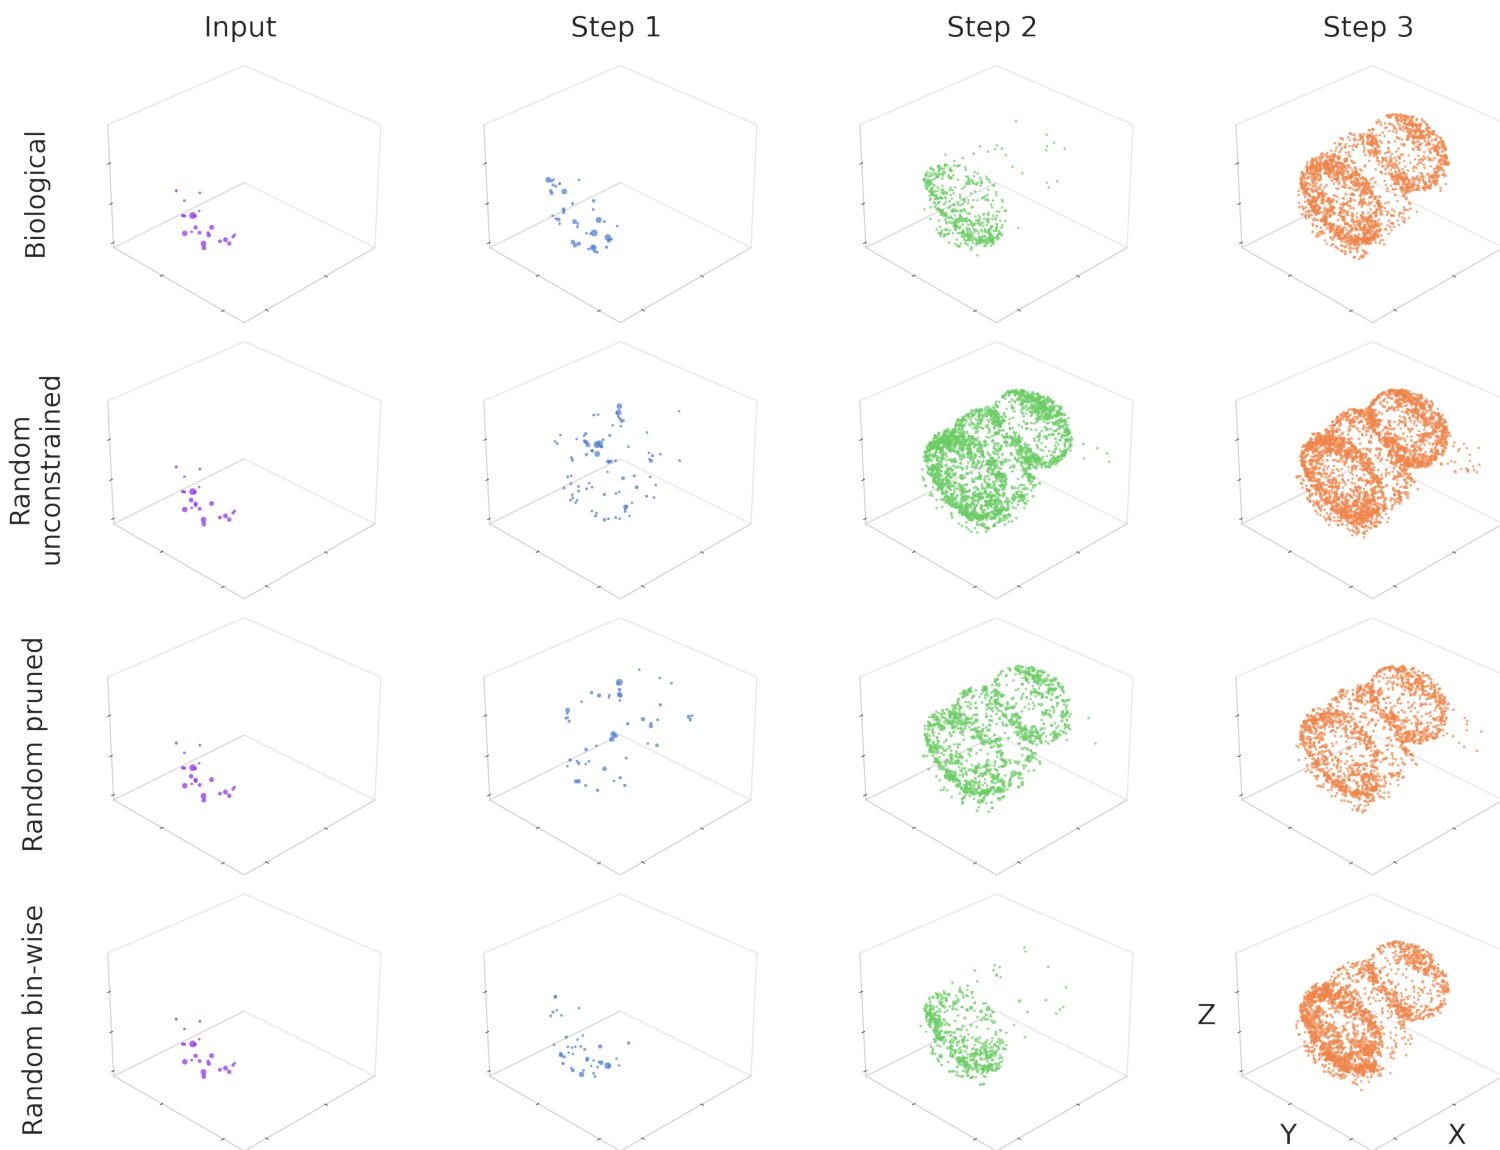 Input Step 1 Step 2 Step 3
Biological
Random
unconstrained
Random pruned
Random bin-wise
Z
Y X